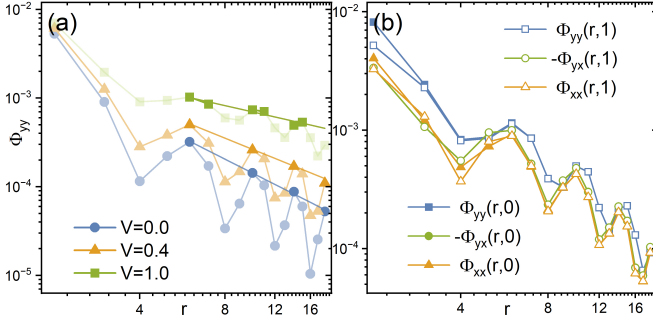 (a)
10⁻²
10⁻³
10⁻⁴
10⁻⁵
Φyy
V=0.0
V=0.4
V=1.0
4 r 8 12 16
(b)
10⁻²
10⁻³
10⁻⁴
Φyy(r,1)
-Φyx(r,1)
Φxx(r,1)
Φyy(r,0)
-Φyx(r,0)
Φxx(r,0)
4 r 8 12 16